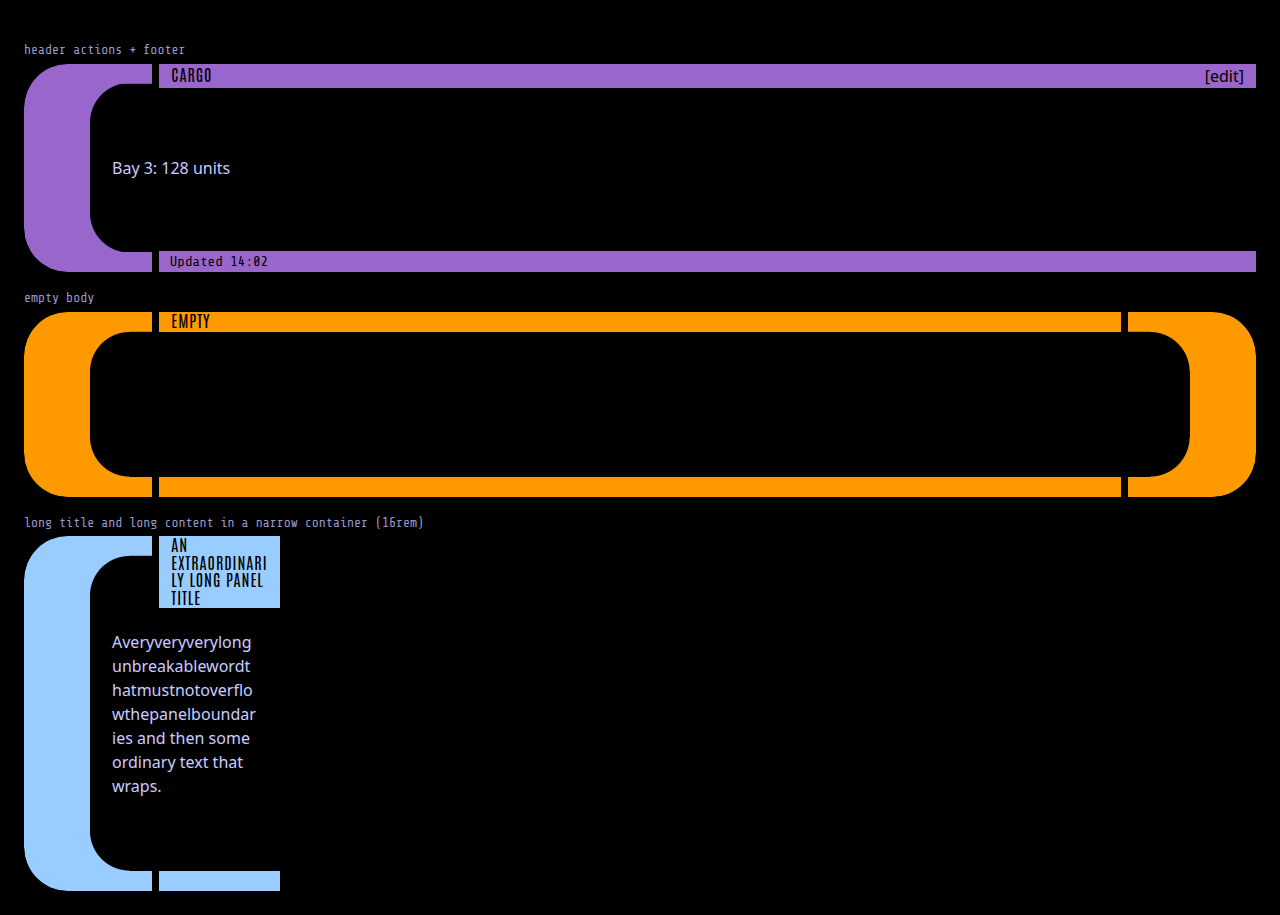 header actions + footer
CARGO
[edit]
Bay 3: 128 units
Updated 14:02
empty body
EMPTY
long title and long content in a narrow container (16rem)
AN
EXTRAORDINARI
LY LONG PANEL
TITLE
Averyveryverylong
unbreakablewordt
hatmustnotoverflo
wthepanelboundar
ies and then some
ordinary text that
wraps.